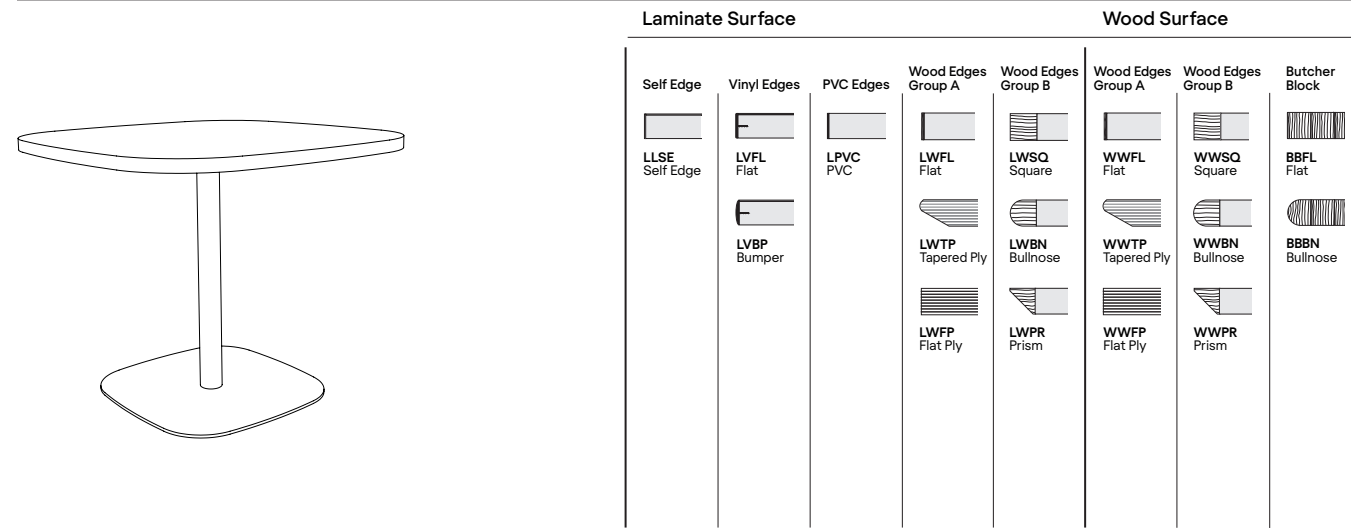 Laminate Surface
Wood Surface
Self Edge
Vinyl Edges
PVC Edges
Wood Edges
Group A
Wood Edges
Group B
Wood Edges
Group A
Wood Edges
Group B
Butcher
Block
LLSE
Self Edge
LVFL
Flat
LPVC
PVC
LWFL
Flat
LWSQ
Square
WWFL
Flat
WWSQ
Square
BBFL
Flat
LVBP
Bumper
LWTP
Tapered Ply
LWBN
Bullnose
WWTP
Tapered Ply
WWBN
Bullnose
BBBN
Bullnose
LWFP
Flat Ply
LWPR
Prism
WWFP
Flat Ply
WWPR
Prism